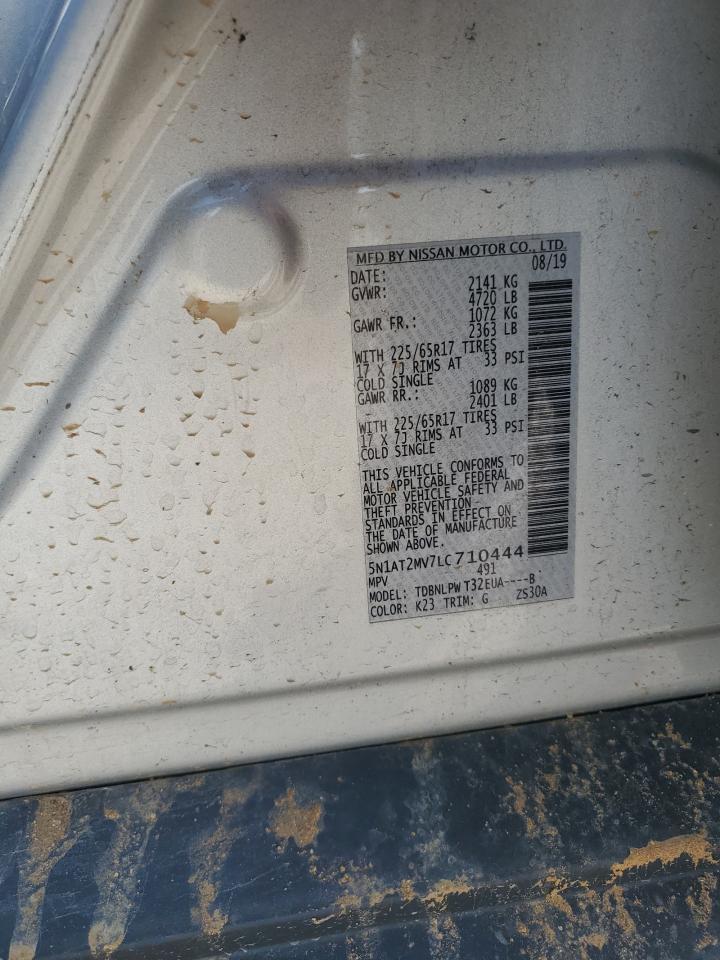 MFD BY NISSAN MOTOR CO., LTD.
DATE: 08/19
GVWR: 2141 KG
4720 LB
GAWR FR.: 1072 KG
2363 LB
WITH 225/65R17 TIRES
17 X 7J RIMS AT 33 PSI
COLD SINGLE
GAWR RR.: 1089 KG
2401 LB
WITH 225/65R17 TIRES
17 X 7J RIMS AT 33 PSI
COLD SINGLE
THIS VEHICLE CONFORMS TO
ALL APPLICABLE FEDERAL
MOTOR VEHICLE SAFETY AND
THEFT PREVENTION
STANDARDS IN EFFECT ON
THE DATE OF MANUFACTURE
SHOWN ABOVE.
5N1AT2MV7LC710444
MPV 491
MODEL: TDBNLPW T32EUA----B
COLOR: K23 TRIM: G ZS30A